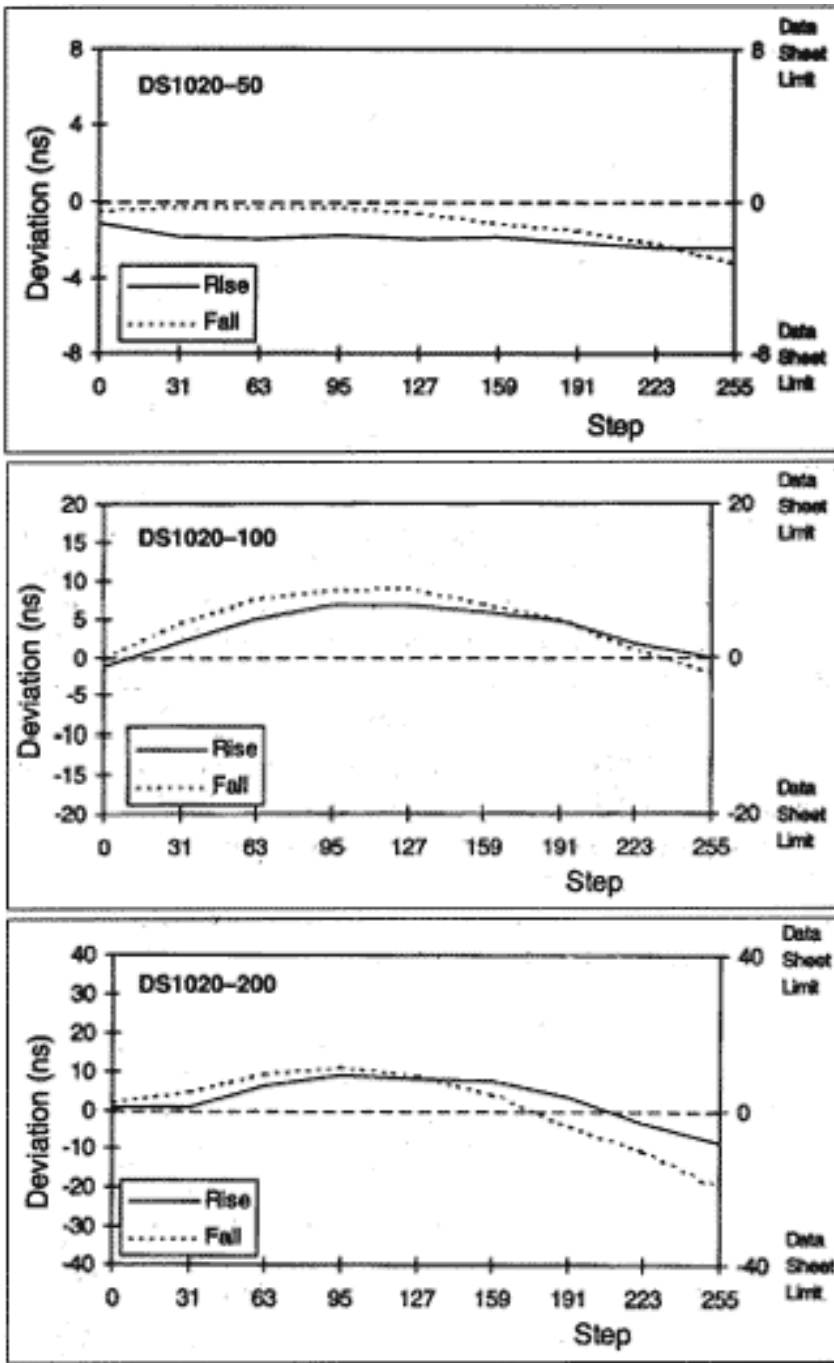 Data
Sheet
Limit
8
8
DS1020–50
4
0
0
Deviation (ns)
-4
Rise
Fall
Data
-8
-8
Sheet
Limit
0 31 63 95 127 159 191 223 255
Step
Data
Sheet
Limit
20
20
15
DS1020–100
10
5
0
0
Deviation (ns)
-5
-10
Rise
-15
Fall
-20
-20
Data
Sheet
Limit
0 31 63 95 127 159 191 223 255
Step
Data
Sheet
Limit
40
40
30
DS1020–200
20
10
0
0
Deviation (ns)
-10
-20
Rise
-30
Fall
-40
-40
Data
Sheet
Limit
0 31 63 95 127 159 191 223 255
Step